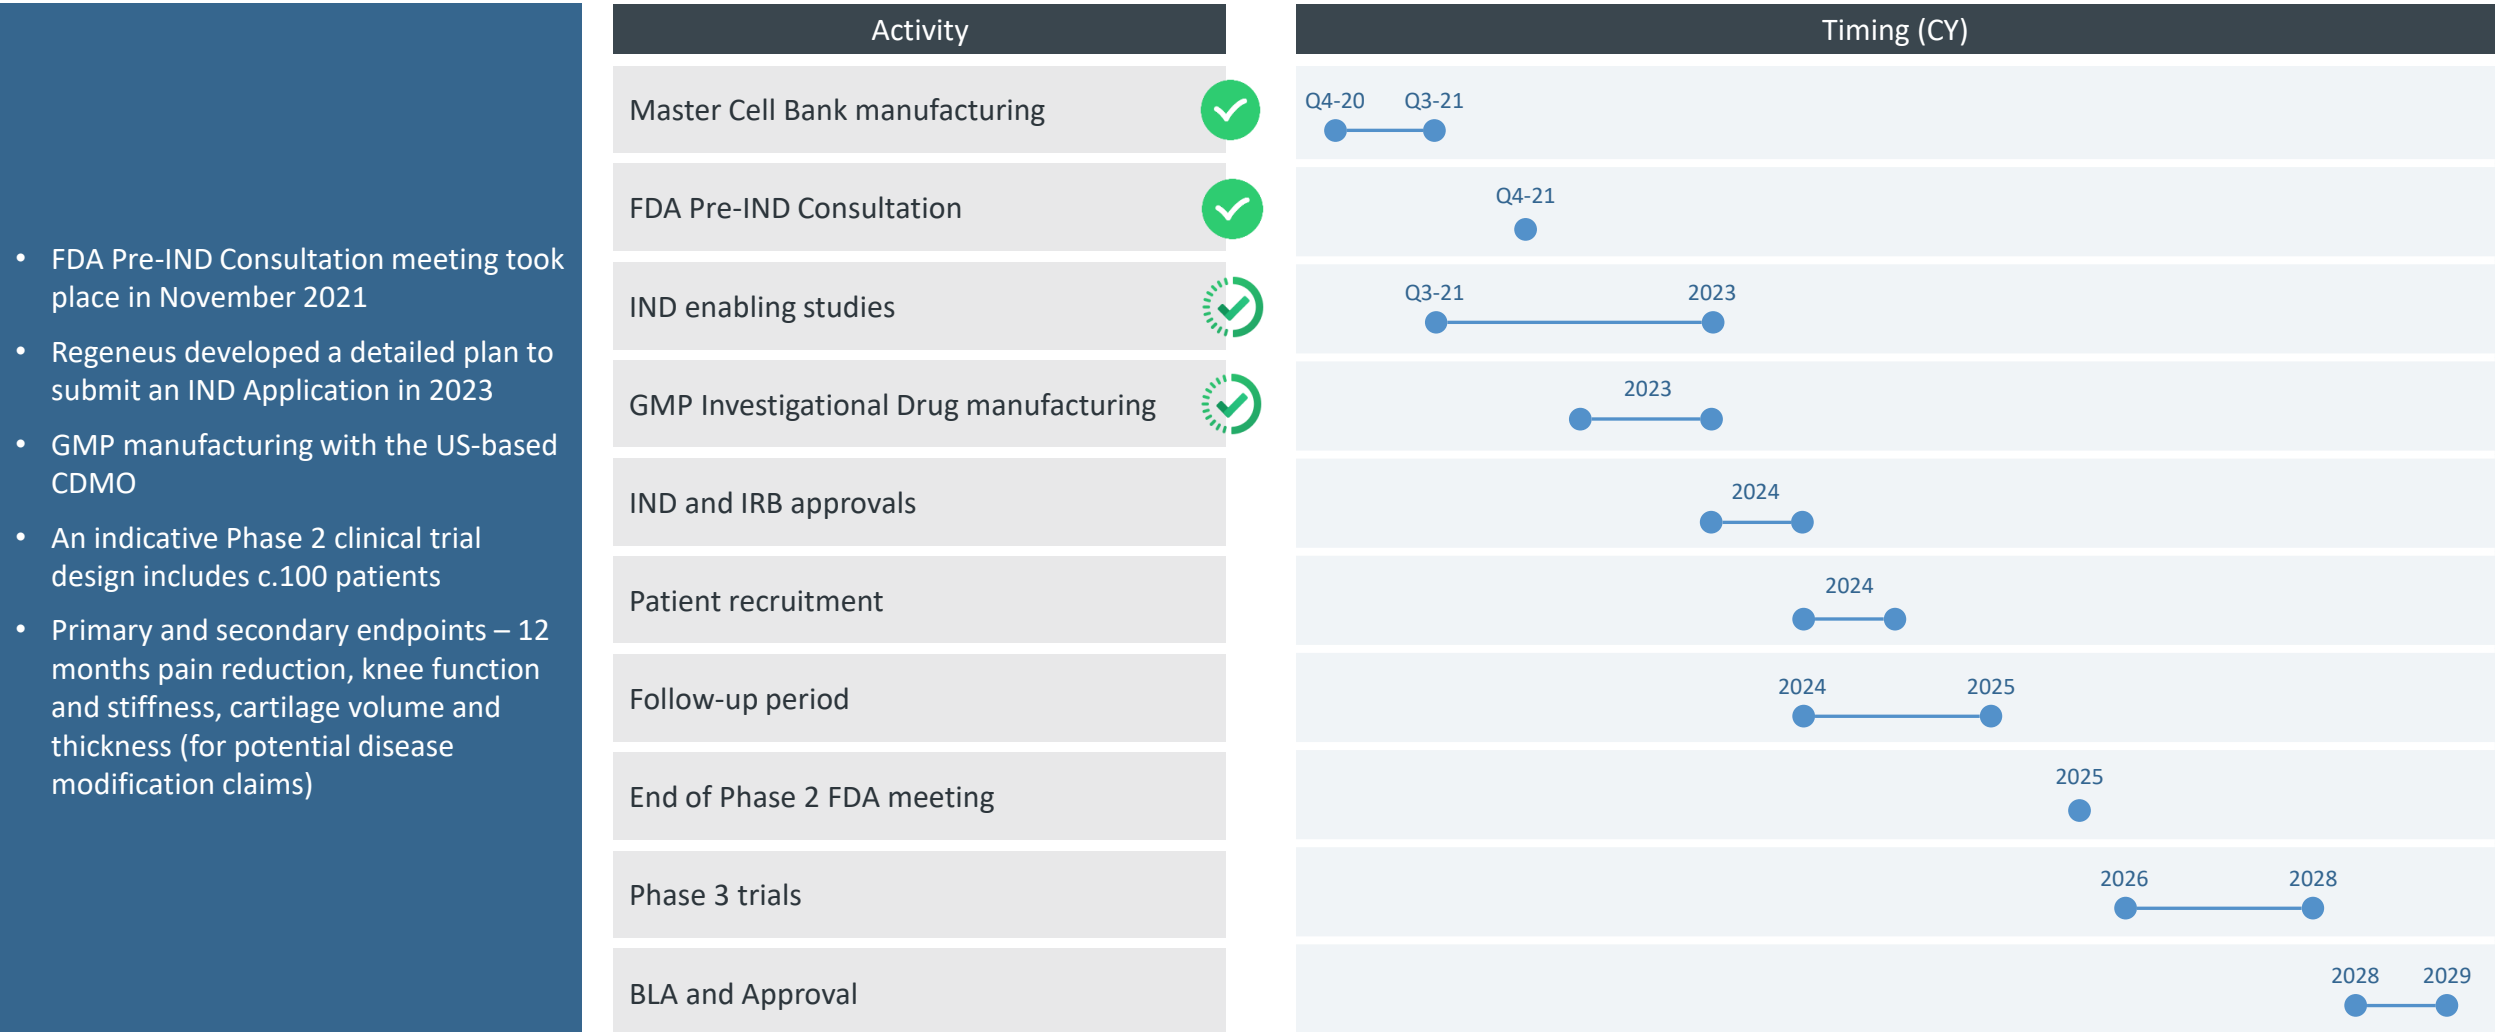 • FDA Pre-IND Consultation meeting took
place in November 2021
• Regeneus developed a detailed plan to
submit an IND Application in 2023
• GMP manufacturing with the US-based
CDMO
• An indicative Phase 2 clinical trial
design includes c.100 patients
• Primary and secondary endpoints – 12
months pain reduction, knee function
and stiffness, cartilage volume and
thickness (for potential disease
modification claims)
Activity
Timing (CY)
Master Cell Bank manufacturing
Q4-20 Q3-21
FDA Pre-IND Consultation
Q4-21
IND enabling studies
Q3-21 2023
GMP Investigational Drug manufacturing
2023
IND and IRB approvals
2024
Patient recruitment
2024
Follow-up period
2024 2025
End of Phase 2 FDA meeting
2025
Phase 3 trials
2026 2028
BLA and Approval
2028 2029